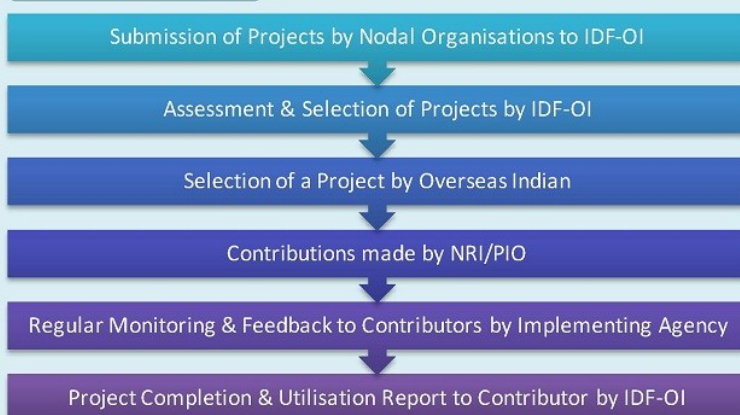 Submission of Projects by Nodal Organisations to IDF-OI
Assessment & Selection of Projects by IDF-OI
Selection of a Project by Overseas Indian
Contributions made by NRI/PIO
Regular Monitoring & Feedback to Contributors by Implementing Agency
Project Completion & Utilisation Report to Contributor by IDF-OI